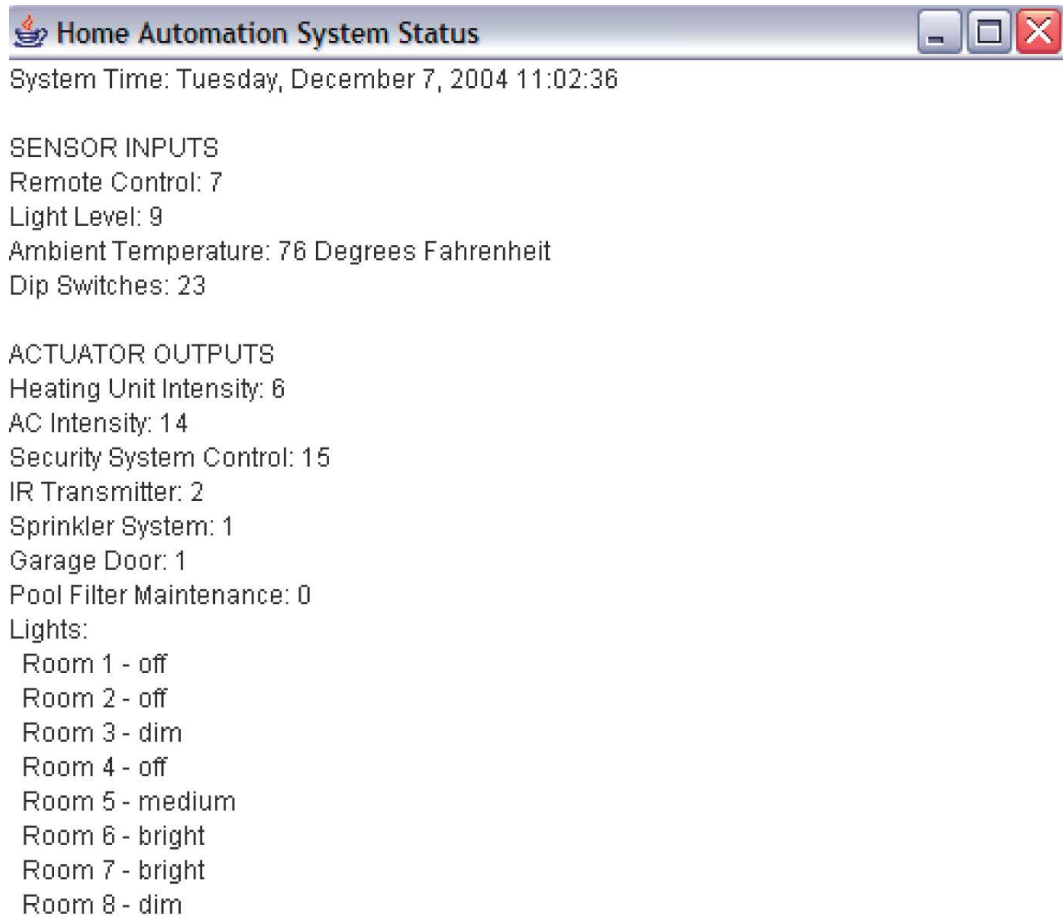 Home Automation System Status
System Time: Tuesday, December 7, 2004 11:02:36
SENSOR INPUTS
Remote Control: 7
Light Level: 9
Ambient Temperature: 76 Degrees Fahrenheit
Dip Switches: 23
ACTUATOR OUTPUTS
Heating Unit Intensity: 6
AC Intensity: 14
Security System Control: 15
IR Transmitter: 2
Sprinkler System: 1
Garage Door: 1
Pool Filter Maintenance: 0
Lights:
Room 1 - off
Room 2 - off
Room 3 - dim
Room 4 - off
Room 5 - medium
Room 6 - bright
Room 7 - bright
Room 8 - dim